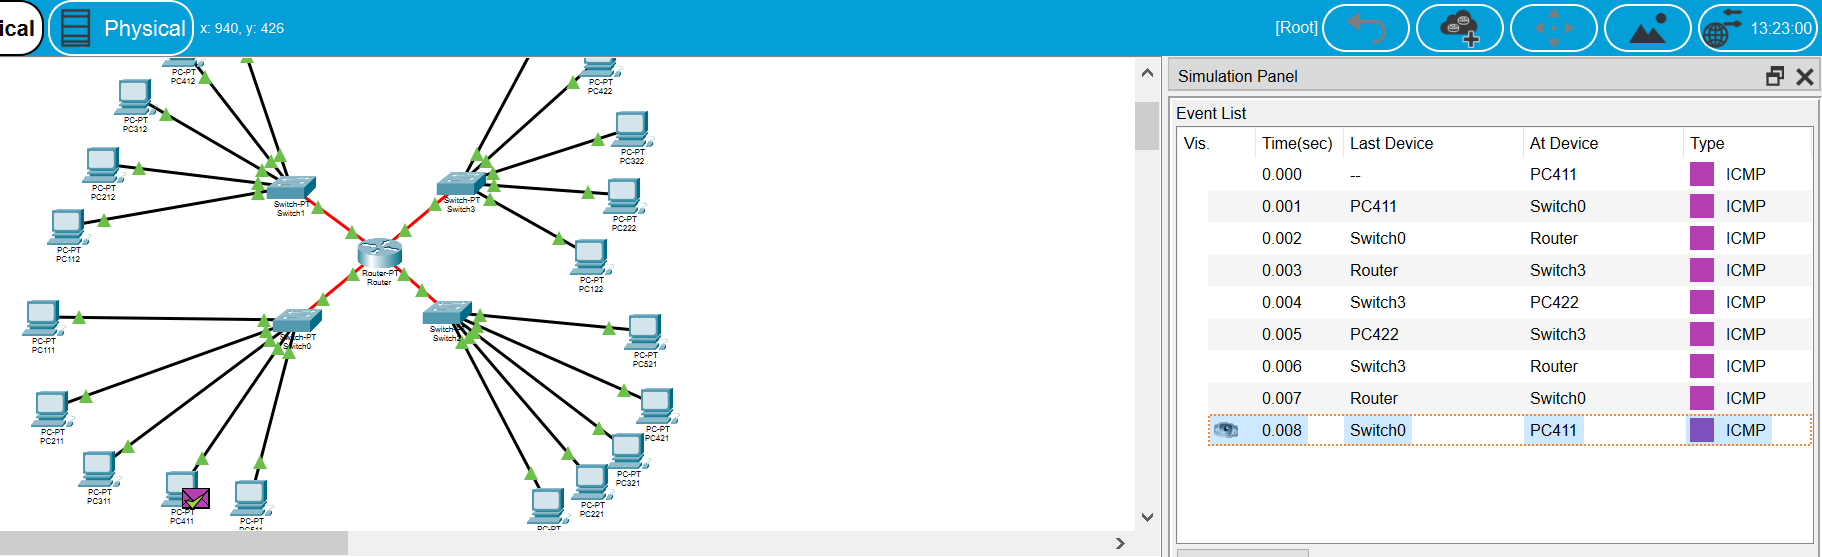 ical
Physical
x: 940, y: 426
[Root]
13:23:00
PC-PT
PC412
PC-PT
PC312
PC-PT
PC212
PC-PT
PC112
Switch-PT
Switch1
PC-PT
PC422
PC-PT
PC322
PC-PT
PC222
PC-PT
PC122
Switch-PT
Switch3
Router-PT
Router
PC-PT
PC111
PC-PT
PC211
PC-PT
PC311
PC-PT
PC411
PC-PT
PC511
Switch-PT
Switch0
Switch-PT
Switch2
PC-PT
PC521
PC-PT
PC421
PC-PT
PC321
PC-PT
PC221
PC-PT
Simulation Panel
Event List
Vis. Time(sec) Last Device At Device Type
0.000 -- PC411 ICMP
0.001 PC411 Switch0 ICMP
0.002 Switch0 Router ICMP
0.003 Router Switch3 ICMP
0.004 Switch3 PC422 ICMP
0.005 PC422 Switch3 ICMP
0.006 Switch3 Router ICMP
0.007 Router Switch0 ICMP
0.008 Switch0 PC411 ICMP